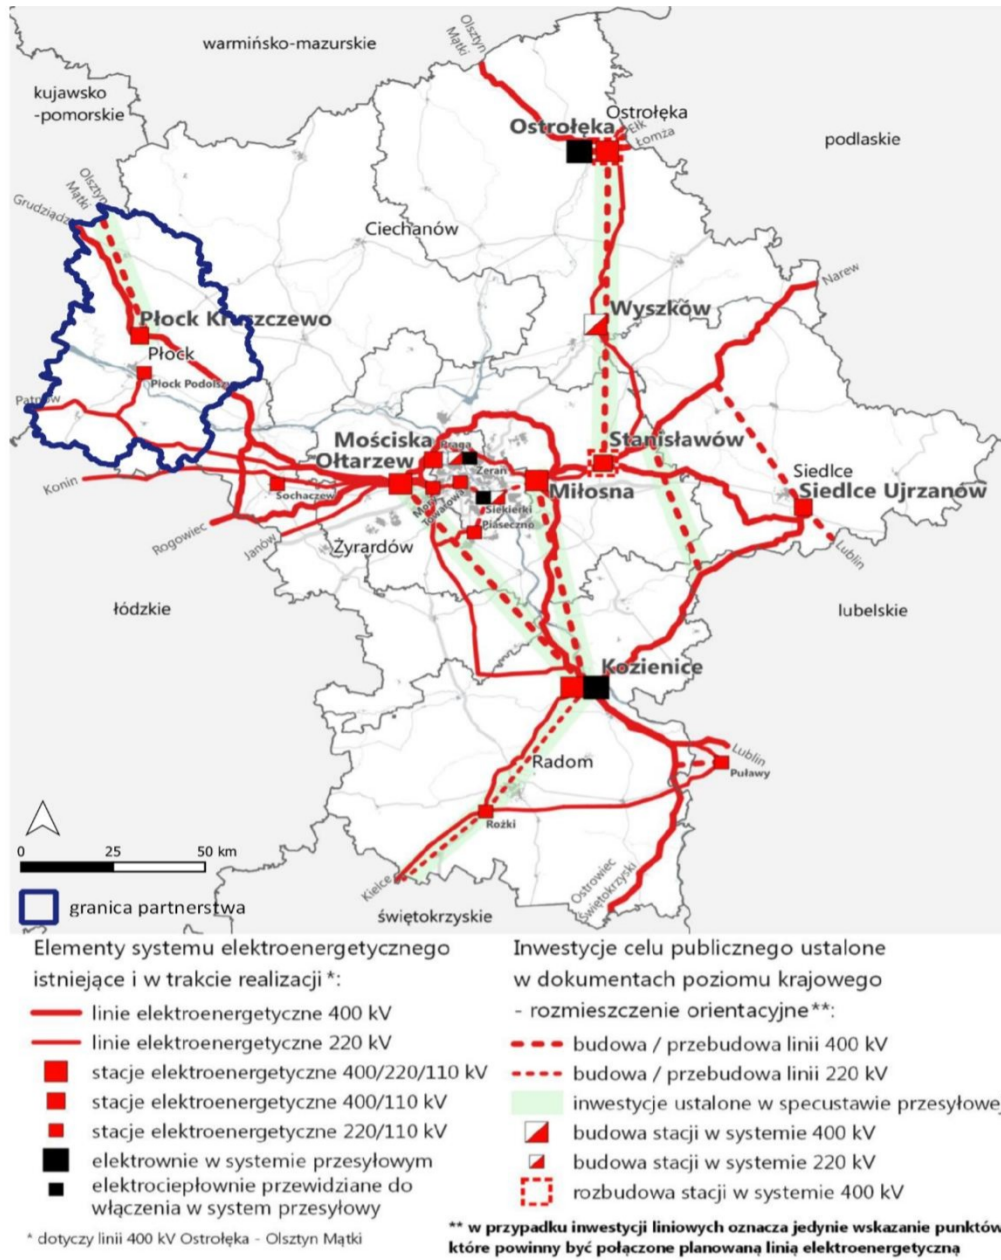 warmińsko-mazurskie
Olsztyn
Mątki
kujawsko
-pomorskie
Ostrołęka
Ostrołęka
Ełk
Łomża
podlaskie
Olsztyn
Mątki
Grudziądz
Ciechanów
Narew
Wyszków
Płock Kruszczewo
Płock
Płock Podolszyce
Pątnów
Mościska
Stanisławów
Praga
Ołtarzew
Żerań
Siedlce
Konin
Sochaczew
Mory
Towarowa
Miłosna
Siedlce Ujrzanów
Siekierki
Piaseczno
Rogowiec
Janów
Żyrardów
Lublin
łódzkie
lubelskie
Kozienice
Radom
Lublin
Puławy
Rożki
0 25 50 km
Kielce
Ostrowiec
Świętokrzyski
granica partnerstwa
świętokrzyskie
Elementy systemu elektroenergetycznego
istniejące i w trakcie realizacji *:
linie elektroenergetyczne 400 kV
linie elektroenergetyczne 220 kV
stacje elektroenergetyczne 400/220/110 kV
stacje elektroenergetyczne 400/110 kV
stacje elektroenergetyczne 220/110 kV
elektrownie w systemie przesyłowym
elektrociepłownie przewidziane do
włączenia w system przesyłowy
* dotyczy linii 400 kV Ostrołęka - Olsztyn Mątki
Inwestycje celu publicznego ustalone
w dokumentach poziomu krajowego
- rozmieszczenie orientacyjne**:
budowa / przebudowa linii 400 kV
budowa / przebudowa linii 220 kV
inwestycje ustalone w specustawie przesyłowej
budowa stacji w systemie 400 kV
budowa stacji w systemie 220 kV
rozbudowa stacji w systemie 400 kV
** w przypadku inwestycji liniowych oznacza jedynie wskazanie punktów
które powinny być połączone planowaną linią elektroenergetyczną